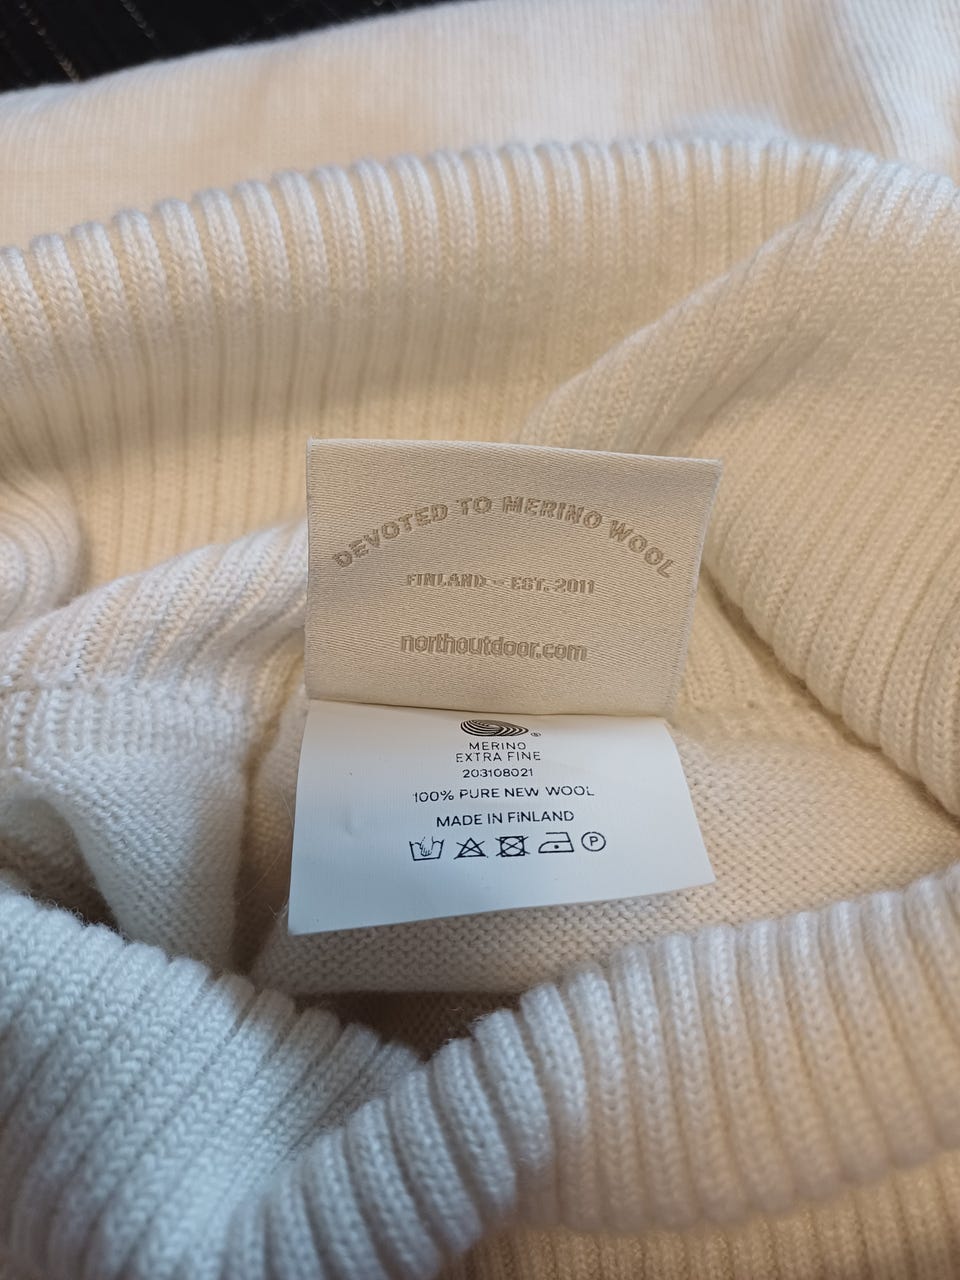 DEVOTED TO MERINO WOOL
FINLAND – EST. 2011
northoutdoor.com
MERINO
EXTRA FINE
203108021
100% PURE NEW WOOL
MADE IN FINLAND
P